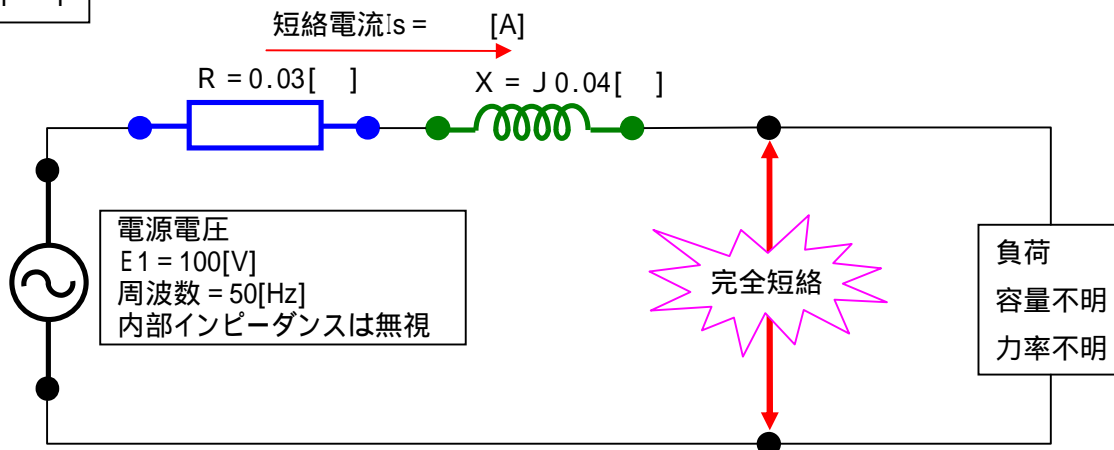 短絡電流Is = [A]
R = 0.03[ ]
X = J 0.04[ ]
電源電圧
E1 = 100[V]
周波数 = 50[Hz]
内部インピーダンスは無視
完全短絡
負荷
容量不明
力率不明